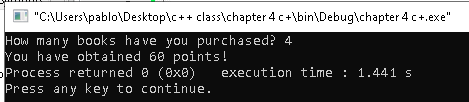 "C:\Users\pablo\Desktop\c++ class\chapter 4 c+\bin\Debug\chapter 4 c+.exe"
How many books have you purchased? 4
You have obtained 60 points!
Process returned 0 (0x0)   execution time : 1.441 s
Press any key to continue.